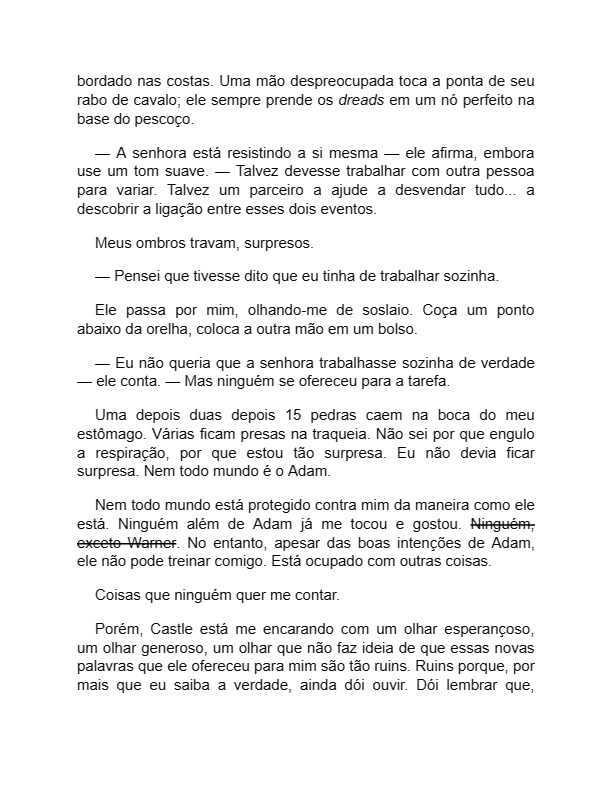 bordado nas costas. Uma mão despreocupada toca a ponta de seu
rabo de cavalo; ele sempre prende os dreads em um nó perfeito na
base do pescoço.
— A senhora está resistindo a si mesma — ele afirma, embora
use um tom suave. — Talvez devesse trabalhar com outra pessoa
para variar. Talvez um parceiro a ajude a desvendar tudo... a
descobrir a ligação entre esses dois eventos.
Meus ombros travam, surpresos.
— Pensei que tivesse dito que eu tinha de trabalhar sozinha.
Ele passa por mim, olhando-me de soslaio. Coça um ponto
abaixo da orelha, coloca a outra mão em um bolso.
— Eu não queria que a senhora trabalhasse sozinha de verdade
— ele conta. — Mas ninguém se ofereceu para a tarefa.
Uma depois duas depois 15 pedras caem na boca do meu
estômago. Várias ficam presas na traqueia. Não sei por que engulo
a respiração, por que estou tão surpresa. Eu não devia ficar
surpresa. Nem todo mundo é o Adam.
Nem todo mundo está protegido contra mim da maneira como ele
está. Ninguém além de Adam já me tocou e gostou. Ninguém,
exceto Warner. No entanto, apesar das boas intenções de Adam,
ele não pode treinar comigo. Está ocupado com outras coisas.
Coisas que ninguém quer me contar.
Porém, Castle está me encarando com um olhar esperançoso,
um olhar generoso, um olhar que não faz ideia de que essas novas
palavras que ele ofereceu para mim são tão ruins. Ruins porque, por
mais que eu saiba a verdade, ainda dói ouvir. Dói lembrar que,